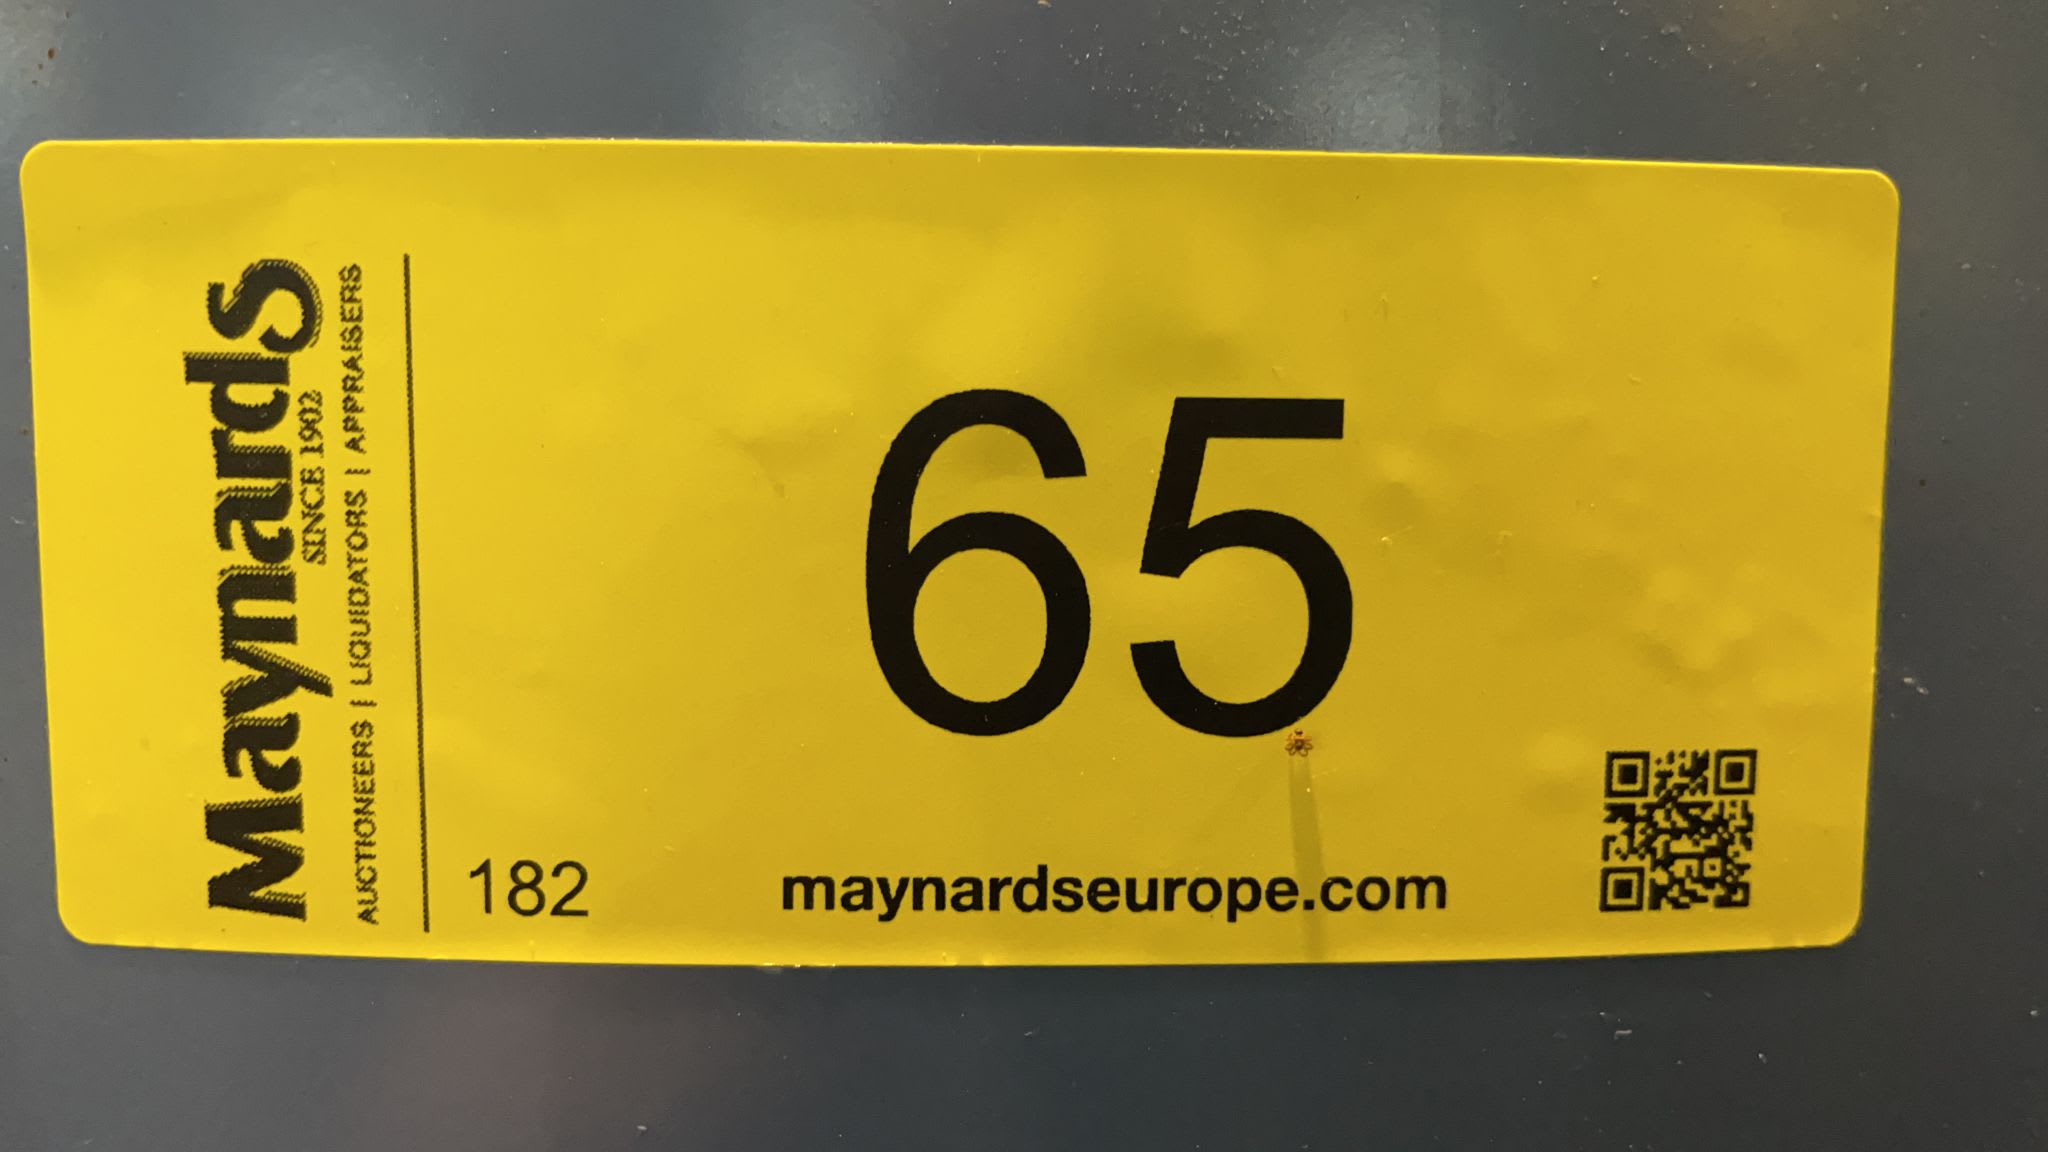 Maynards
SINCE 1902
AUCTIONEERS | LIQUIDATORS | APPRAISERS
65
182
maynardseurope.com